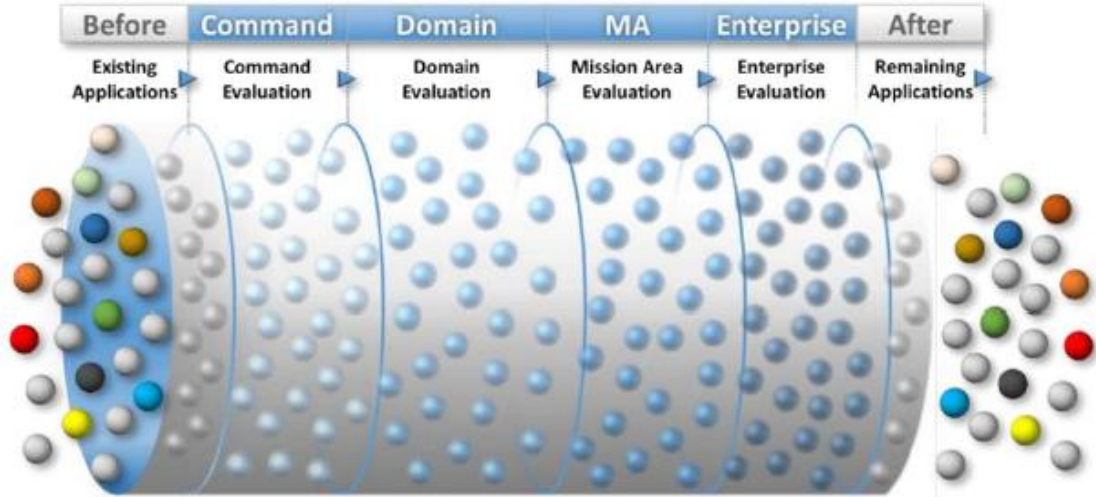 Before Command Domain MA Enterprise After
Existing Applications
Command Evaluation
Domain Evaluation
Mission Area Evaluation
Enterprise Evaluation
Remaining Applications